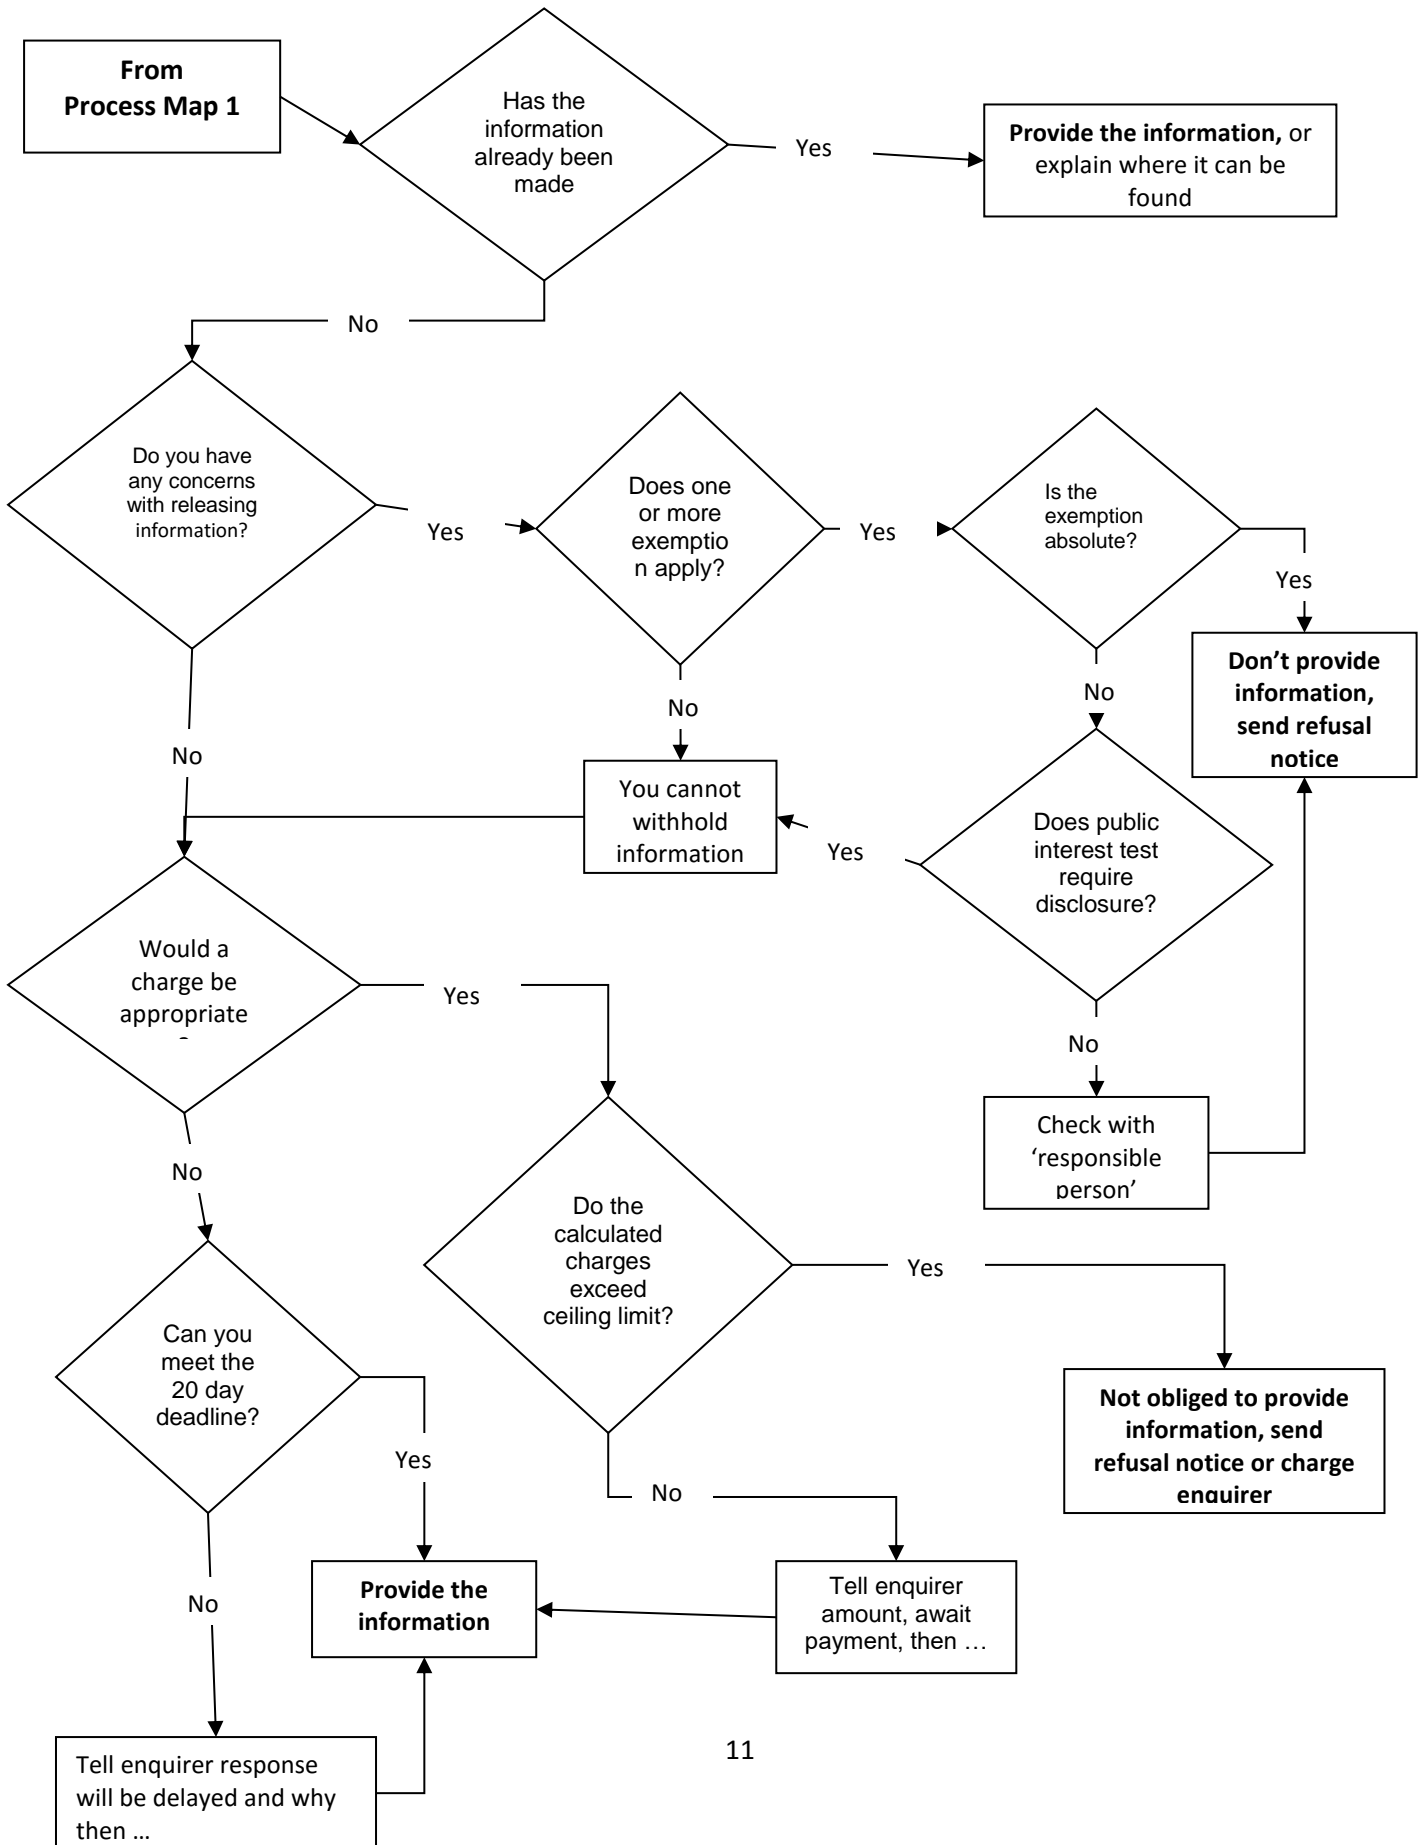 From
Process Map 1
Has the
information
already been
made
Yes
Provide the information, or
explain where it can be
found
No
Do you have
any concerns
with releasing
information?
Yes
Does one
or more
exemptio
n apply?
Yes
Is the
exemption
absolute?
Yes
Don’t provide
information,
send refusal
notice
No
No
No
You cannot
withhold
information
Yes
Does public
interest test
require
disclosure?
Would a
charge be
appropriate
?
Yes
No
Check with
‘responsible
person’
No
Do the
calculated
charges
exceed
ceiling limit?
Yes
Can you
meet the
20 day
deadline?
Not obliged to provide
information, send
refusal notice or charge
enquirer
Yes
No
No
Provide the
information
Tell enquirer
amount, await
payment, then …
Tell enquirer response
will be delayed and why
then …
11